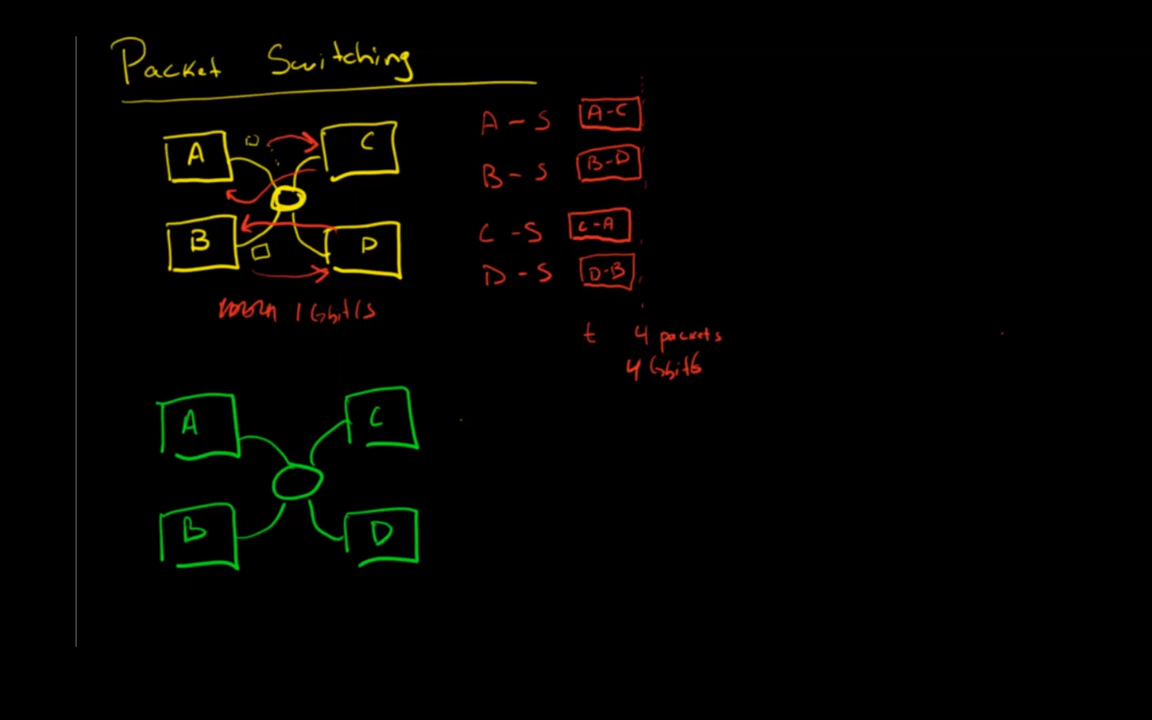 Packet Switching
A C
B D
1 Gbit/s
A - S A-C
B - S B-D
C - S C-A
D - S D-B
t 4 packets
4 Gbit/s
A C
B D